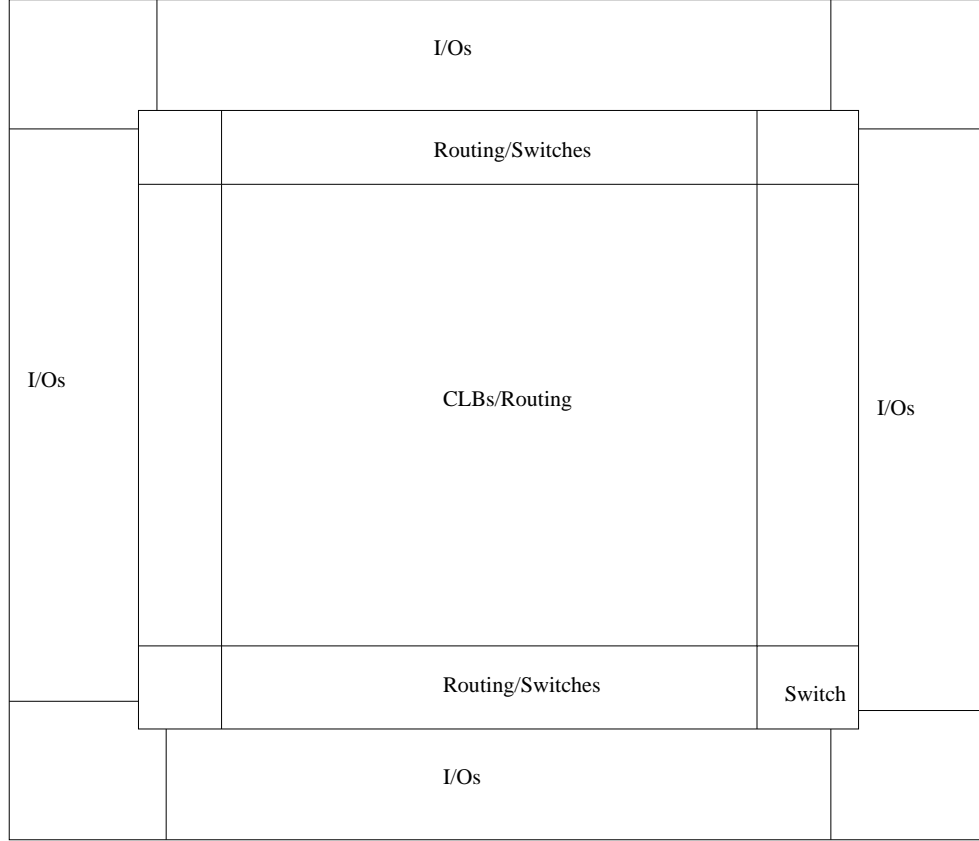 I/Os
Routing/Switches
I/Os
CLBs/Routing
I/Os
Routing/Switches
Switch
I/Os